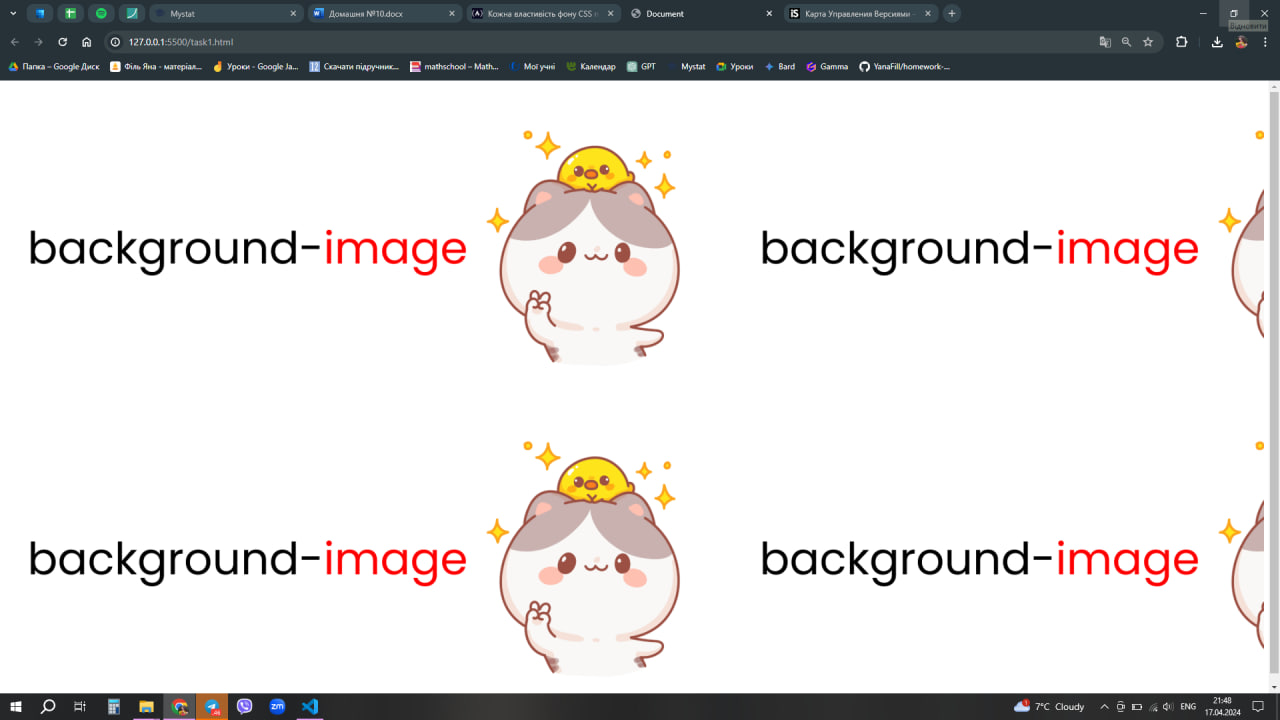 Mystat
Домашня №10.docx
Кожна властивість фону CSS п
Document
Карта Управления Версиями -
Відновити
127.0.0.1:5500/task1.html
Папка – Google Диск
Філь Яна - матеріал...
Уроки - Google Ja...
Скачати підручник...
mathschool – Math...
Мої учні
Календар
GPT
Mystat
Уроки
Bard
Gamma
YanaFill/homework-...
background-image
background-image
background-image
background-image
7°C Cloudy
ENG
21:48
17.04.2024